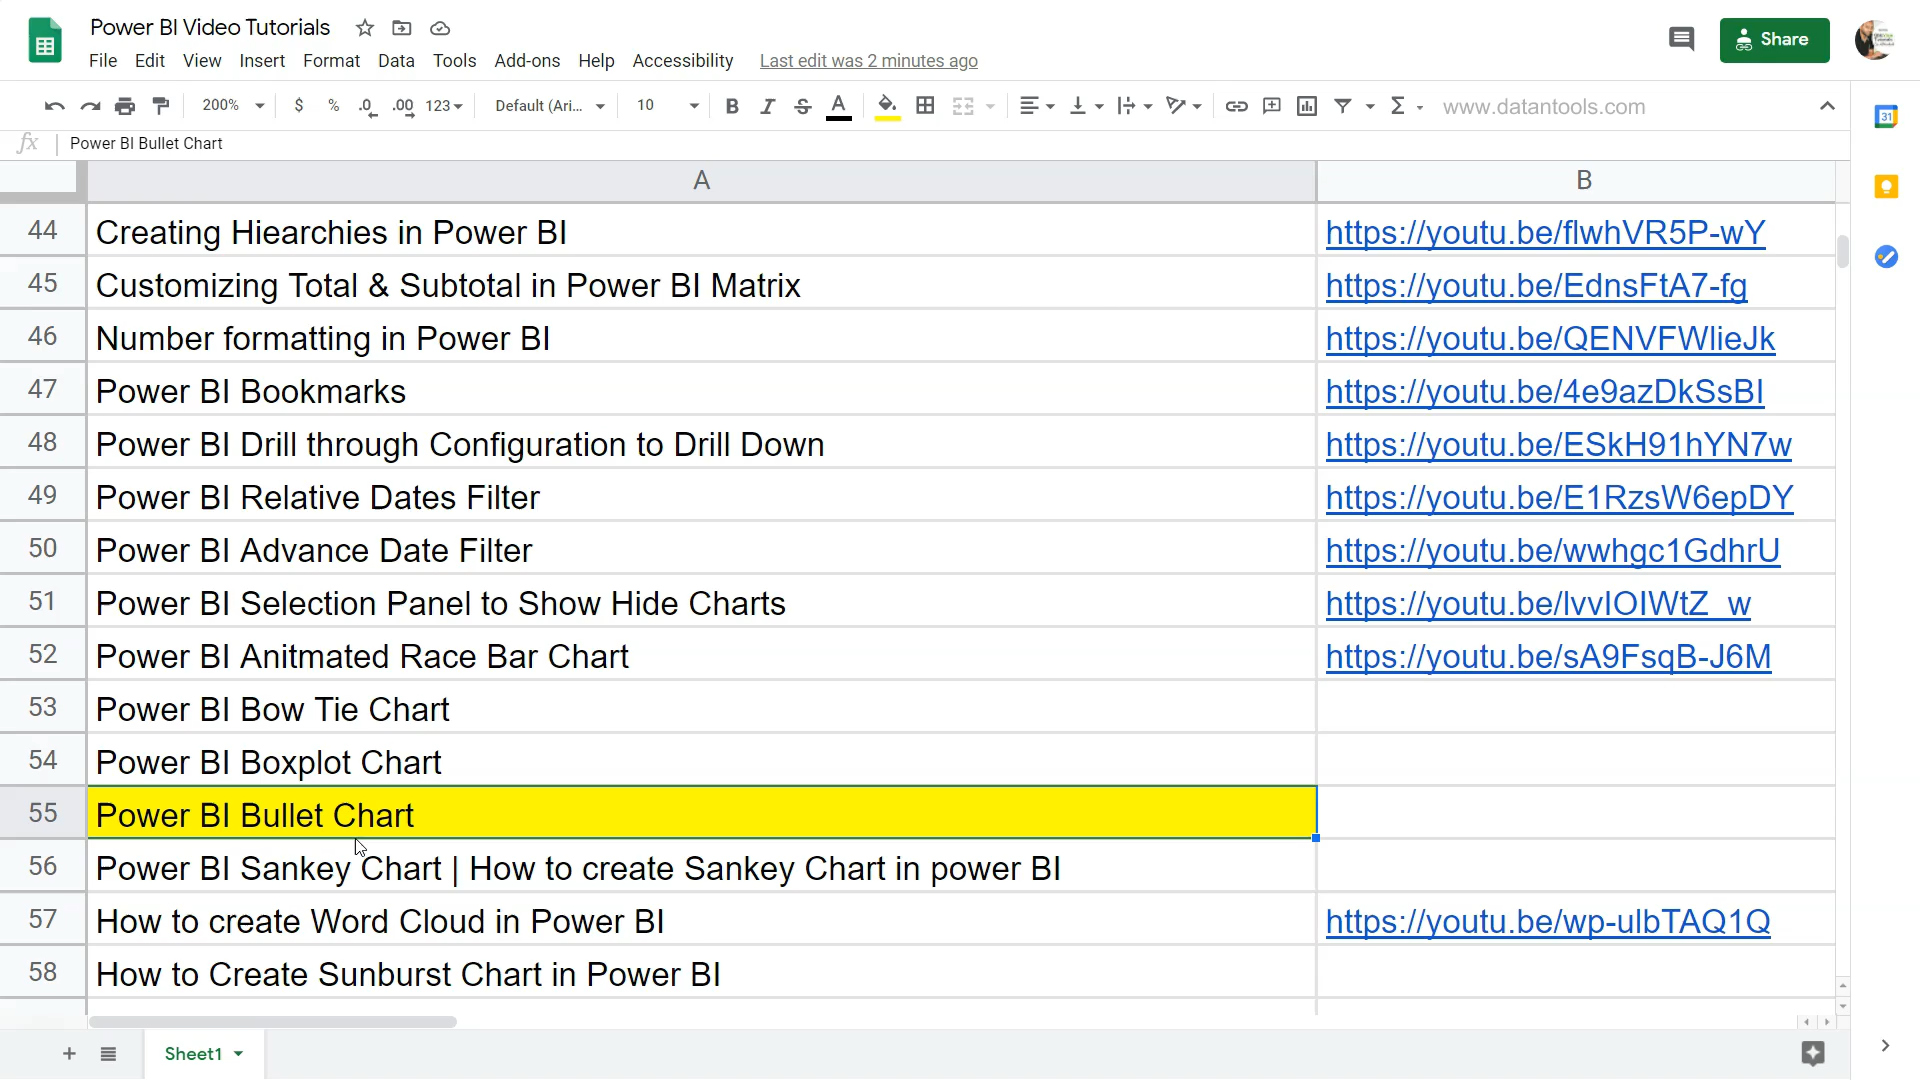 Power BI Video Tutorials
File Edit View Insert Format Data Tools Add-ons Help Accessibility Last edit was 2 minutes ago
Share
200% $ % .0 .00 123 Default (Ari... 10 B I S A Σ www.datantools.com
31
fx Power BI Bullet Chart
A B
44 Creating Hiearchies in Power BI https://youtu.be/flwhVR5P-wY
45 Customizing Total & Subtotal in Power BI Matrix https://youtu.be/EdnsFtA7-fg
46 Number formatting in Power BI https://youtu.be/QENVFWlieJk
47 Power BI Bookmarks https://youtu.be/4e9azDkSsBI
48 Power BI Drill through Configuration to Drill Down https://youtu.be/ESkH91hYN7w
49 Power BI Relative Dates Filter https://youtu.be/E1RzsW6epDY
50 Power BI Advance Date Filter https://youtu.be/wwhgc1GdhrU
51 Power BI Selection Panel to Show Hide Charts https://youtu.be/lvvIOIWtZ_w
52 Power BI Anitmated Race Bar Chart https://youtu.be/sA9FsqB-J6M
53 Power BI Bow Tie Chart
54 Power BI Boxplot Chart
55 Power BI Bullet Chart
56 Power BI Sankey Chart | How to create Sankey Chart in power BI
57 How to create Word Cloud in Power BI https://youtu.be/wp-ulbTAQ1Q
58 How to Create Sunburst Chart in Power BI
Sheet1